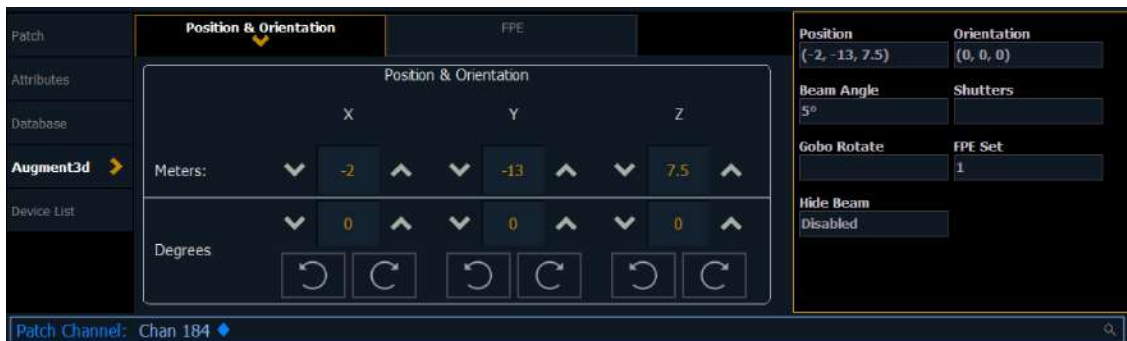 Patch
Attributes
Database
Augment3d
Device List
Position & Orientation
FPE
Position & Orientation
X Y Z
Meters: -2 -13 7.5
Degrees 0 0 0
Position Orientation
(-2, -13, 7.5) (0, 0, 0)
Beam Angle Shutters
5º
Gobo Rotate FPE Set
1
Hide Beam
Disabled
Patch Channel: Chan 184